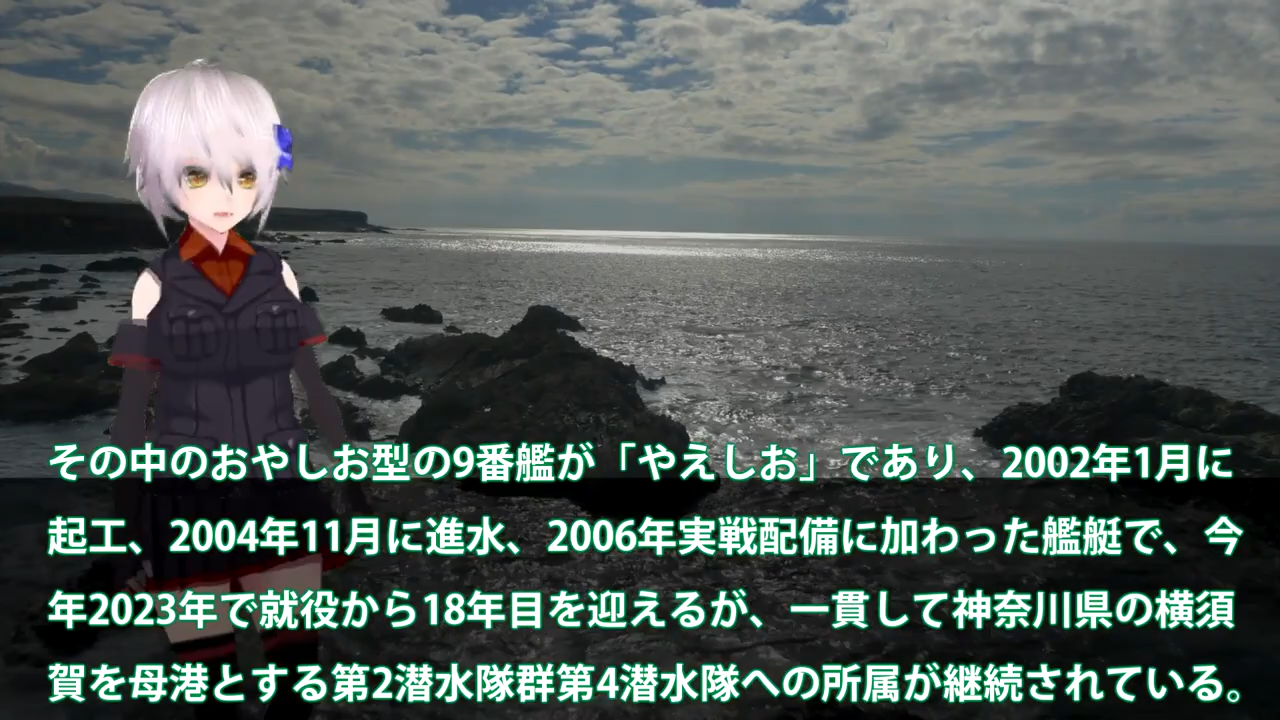 その中のおやしお型の9番艦が「やえしお」であり、2002年1月に
起工、2004年11月に進水、2006年実戦配備に加わった艦艇で、今
年2023年で就役から18年目を迎えるが、一貫して神奈川県の横須
賀を母港とする第2潜水隊群第4潜水隊への所属が継続されている。